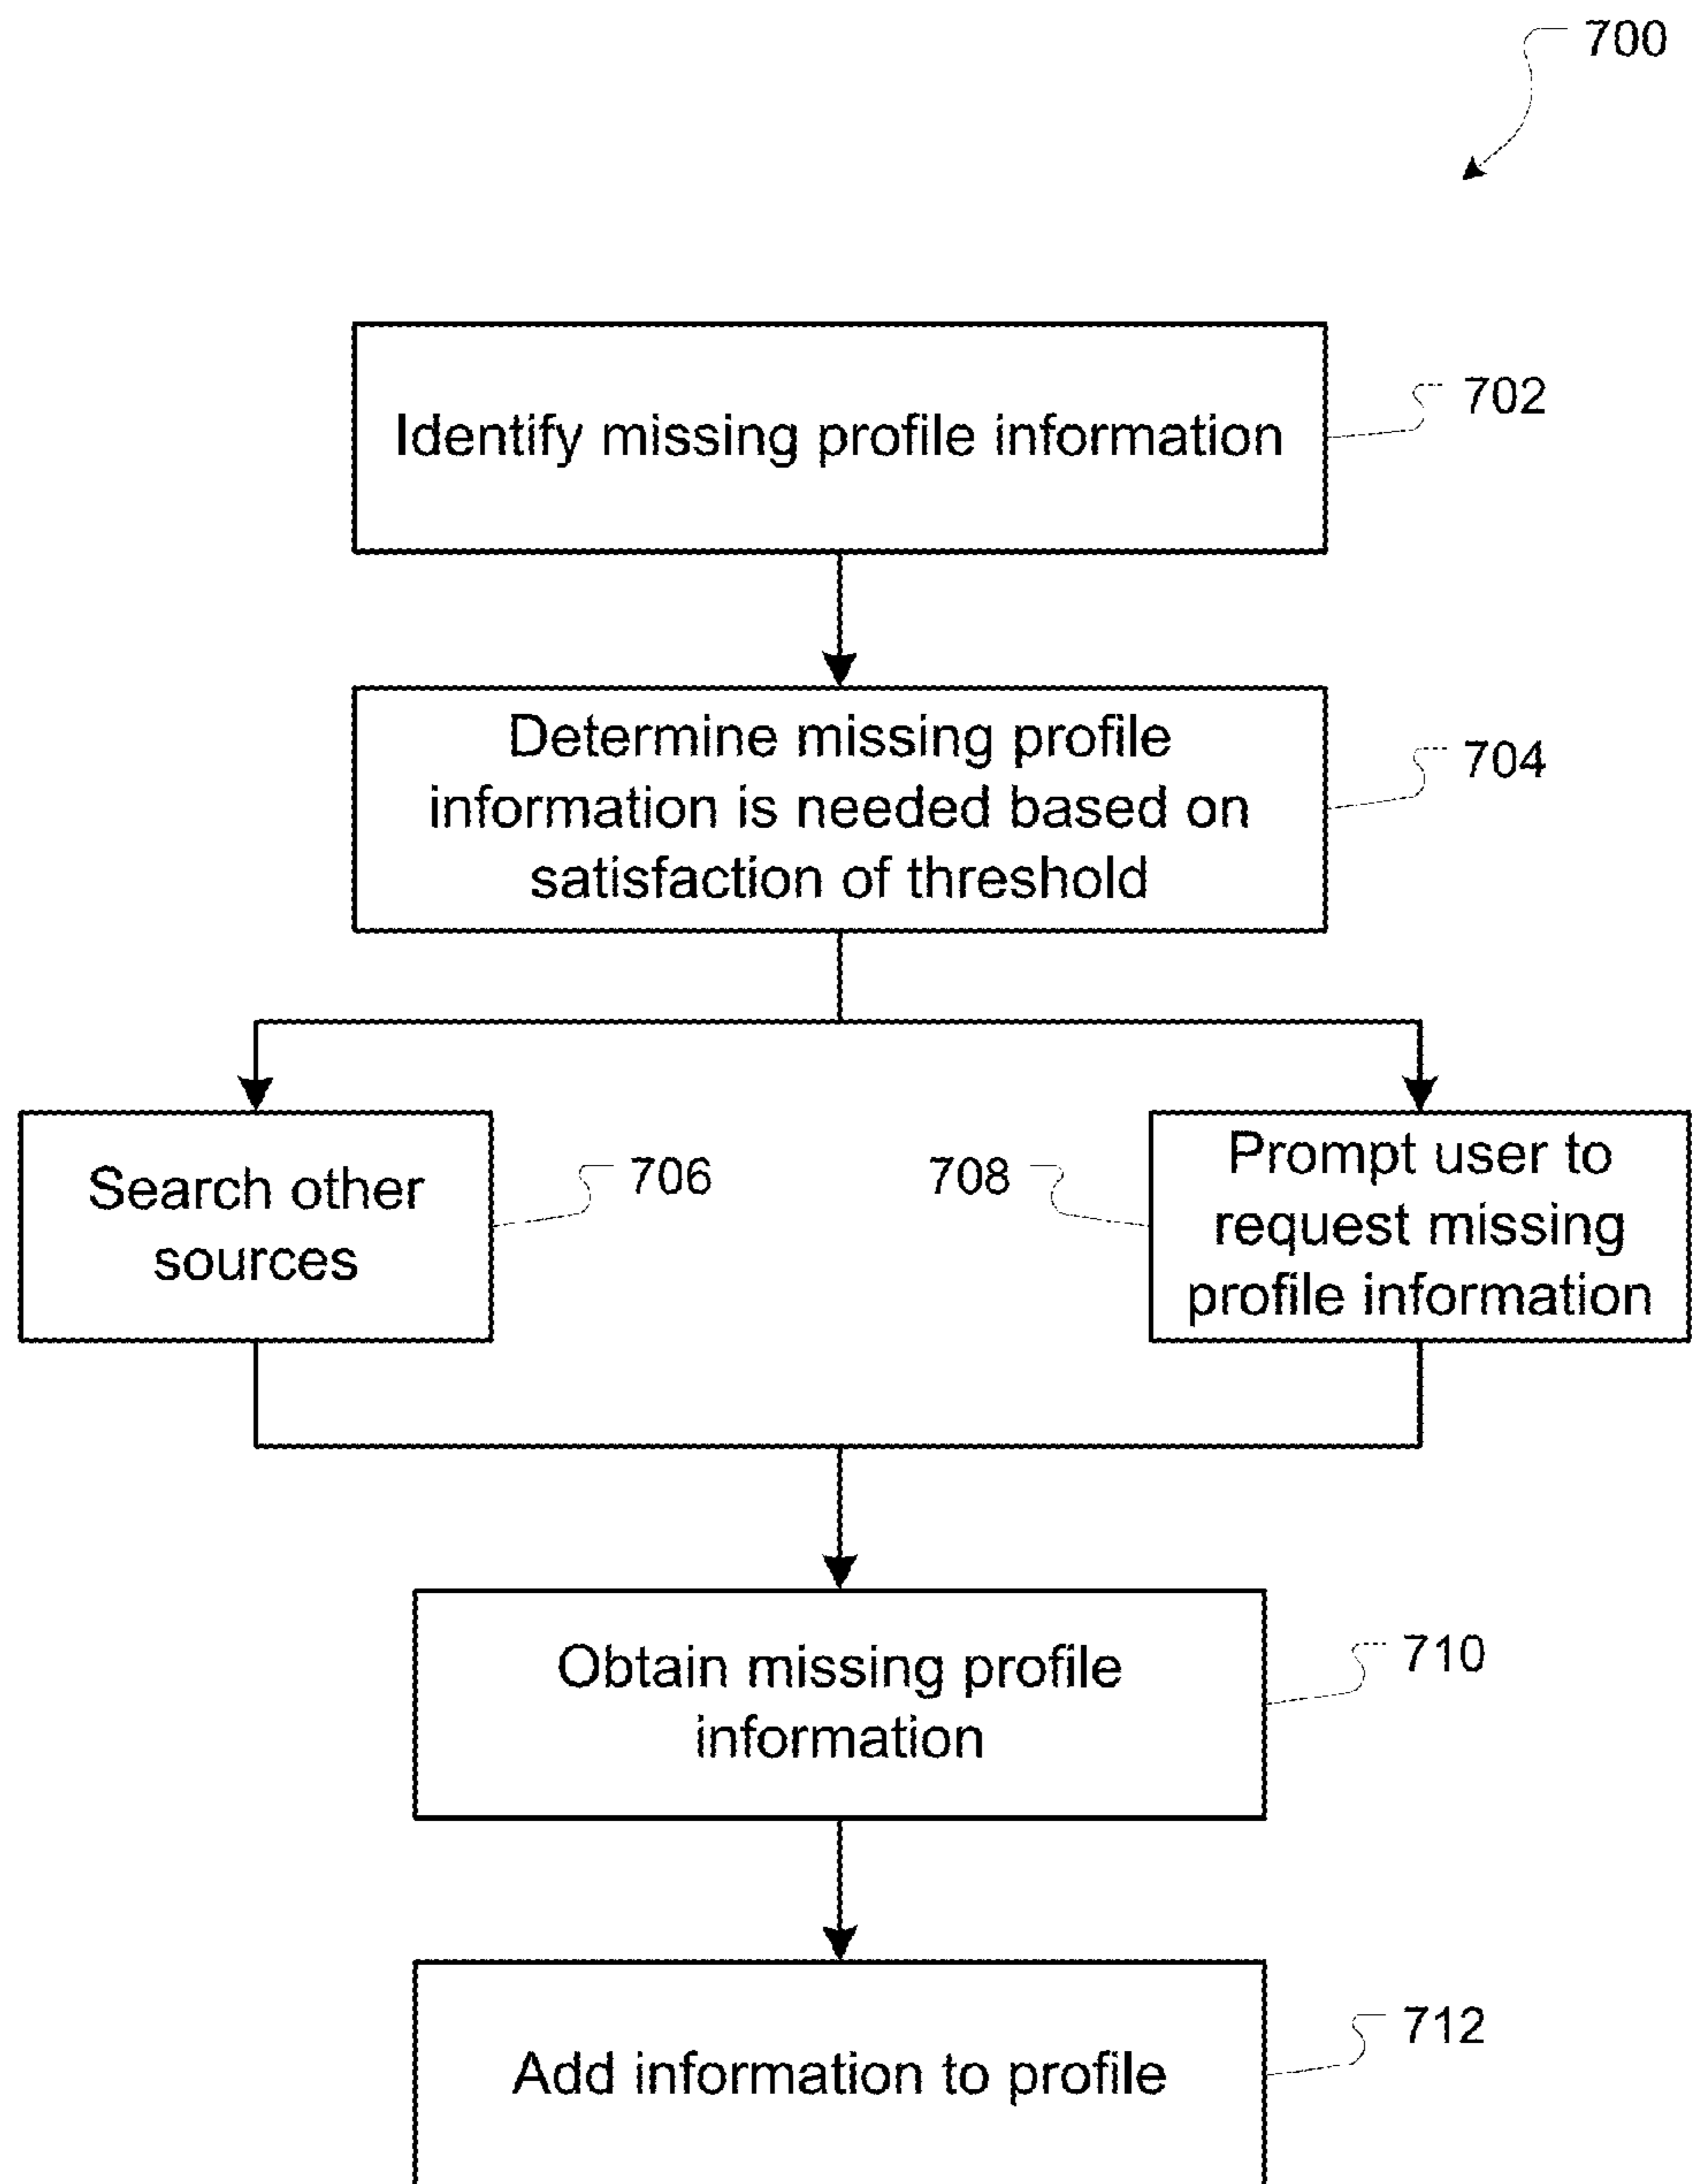 700
Identify missing profile information
702
Determine missing profile
information is needed based on
satisfaction of threshold
704
Search other
sources
706
708
Prompt user to
request missing
profile information
Obtain missing profile
information
710
Add information to profile
712